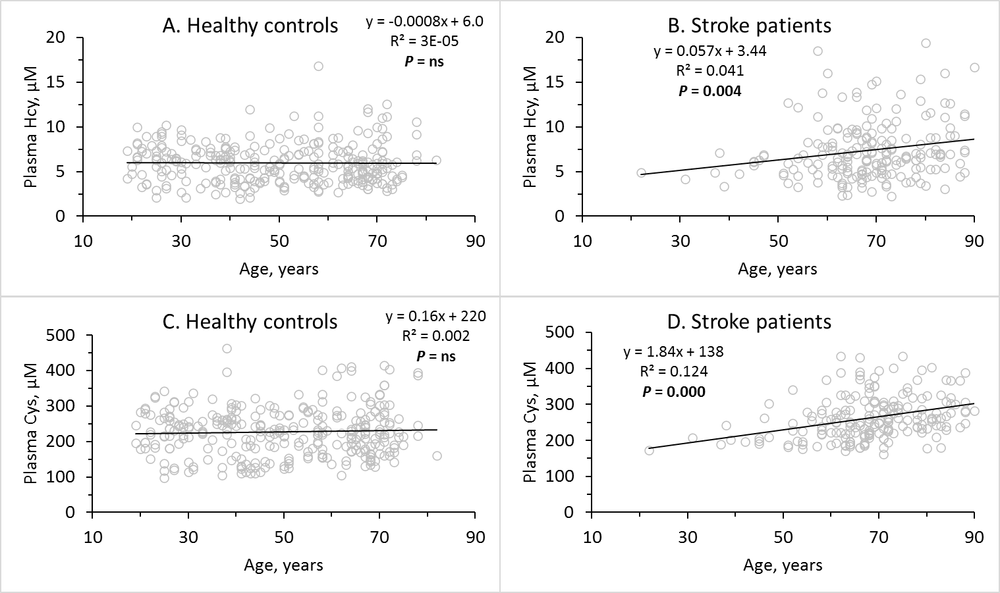 A. Healthy controls
y = -0.0008x + 6.0
R² = 3E-05
P = ns
Plasma Hcy, µM
20
15
10
5
0
10 30 50 70 90
Age, years
B. Stroke patients
y = 0.057x + 3.44
R² = 0.041
P = 0.004
Plasma Hcy, µM
20
15
10
5
0
10 30 50 70 90
Age, years
C. Healthy controls
y = 0.16x + 220
R² = 0.002
P = ns
Plasma Cys, µM
500
400
300
200
100
0
10 30 50 70 90
Age, years
D. Stroke patients
y = 1.84x + 138
R² = 0.124
P = 0.000
Plasma Cys, µM
500
400
300
200
100
0
10 30 50 70 90
Age, years